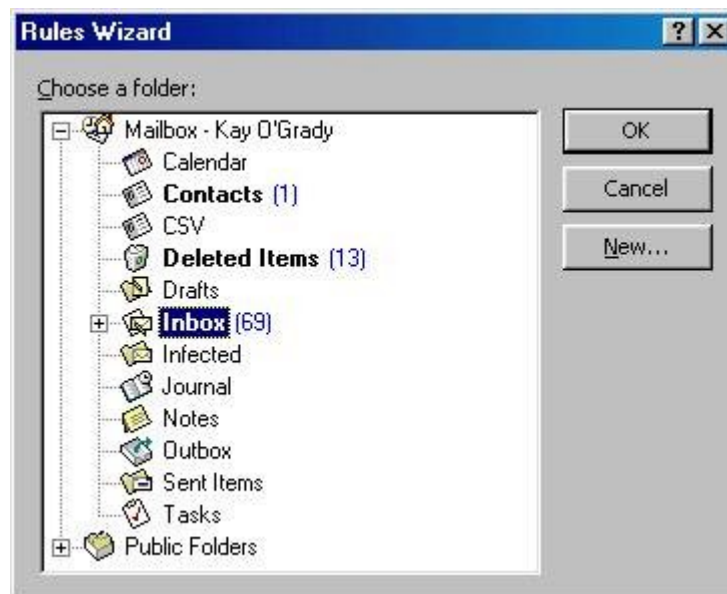 Rules Wizard
Choose a folder:
Mailbox - Kay O'Grady
Calendar
Contacts (1)
CSV
Deleted Items (13)
Drafts
Inbox (69)
Infected
Journal
Notes
Outbox
Sent Items
Tasks
Public Folders
OK
Cancel
New...